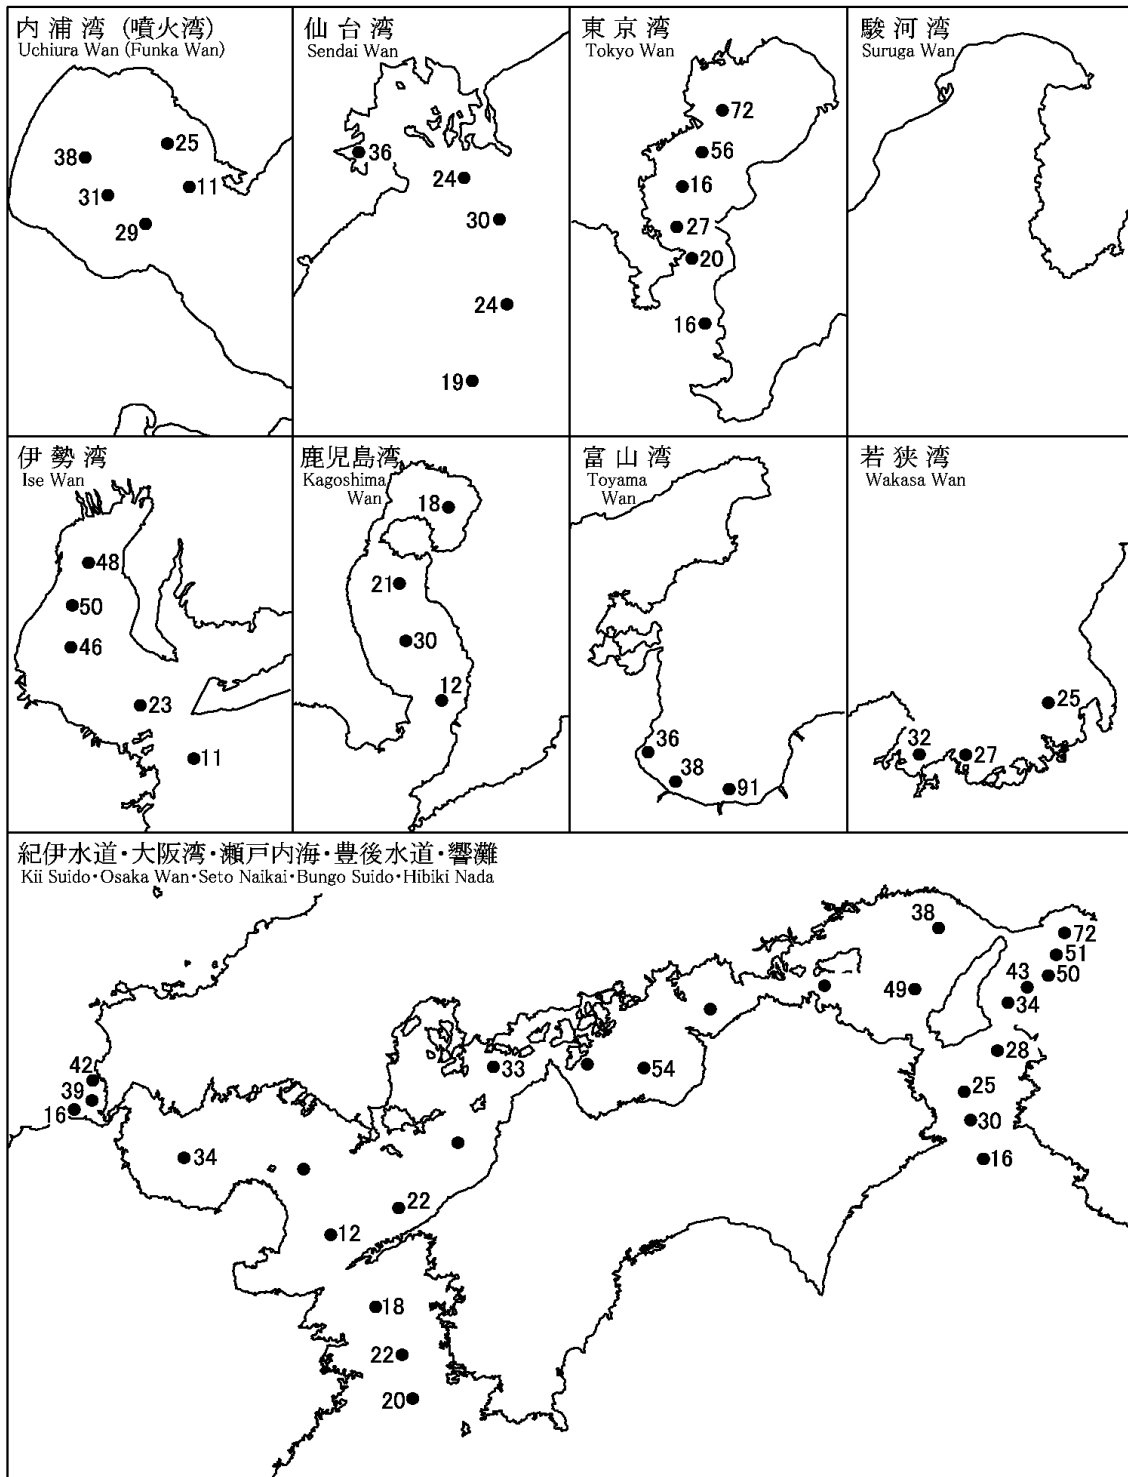 内浦湾 (噴火湾)
Uchiura Wan (Funka Wan)
25
38
11
31
29
仙台湾
Sendai Wan
36
24
30
24
19
東京湾
Tokyo Wan
72
56
16
27
20
16
駿河湾
Suruga Wan
伊勢湾
Ise Wan
48
50
46
23
11
鹿児島湾
Kagoshima
Wan
18
21
30
12
富山湾
Toyama
Wan
36
38
91
若狭湾
Wakasa Wan
25
32
27
紀伊水道・大阪湾・瀬戸内海・豊後水道・響灘
Kii Suido・Osaka Wan・Seto Naikai・Bungo Suido・Hibiki Nada
38
72
51
50
43
49
34
28
33
54
42
39
16
25
30
34
16
22
12
18
22
20